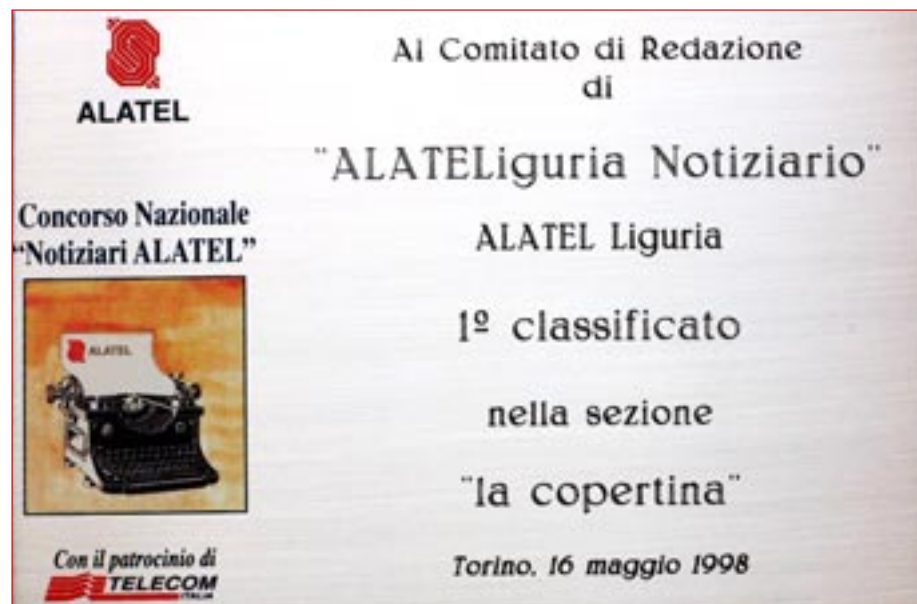 ALATEL
Concorso Nazionale
“Notiziari ALATEL”
ALATEL
Con il patrocinio di
TELECOM
ITALIA
Al Comitato di Redazione
di
"ALATELiguria Notiziario"
ALATEL Liguria
1º classificato
nella sezione
"la copertina"
Torino, 16 maggio 1998